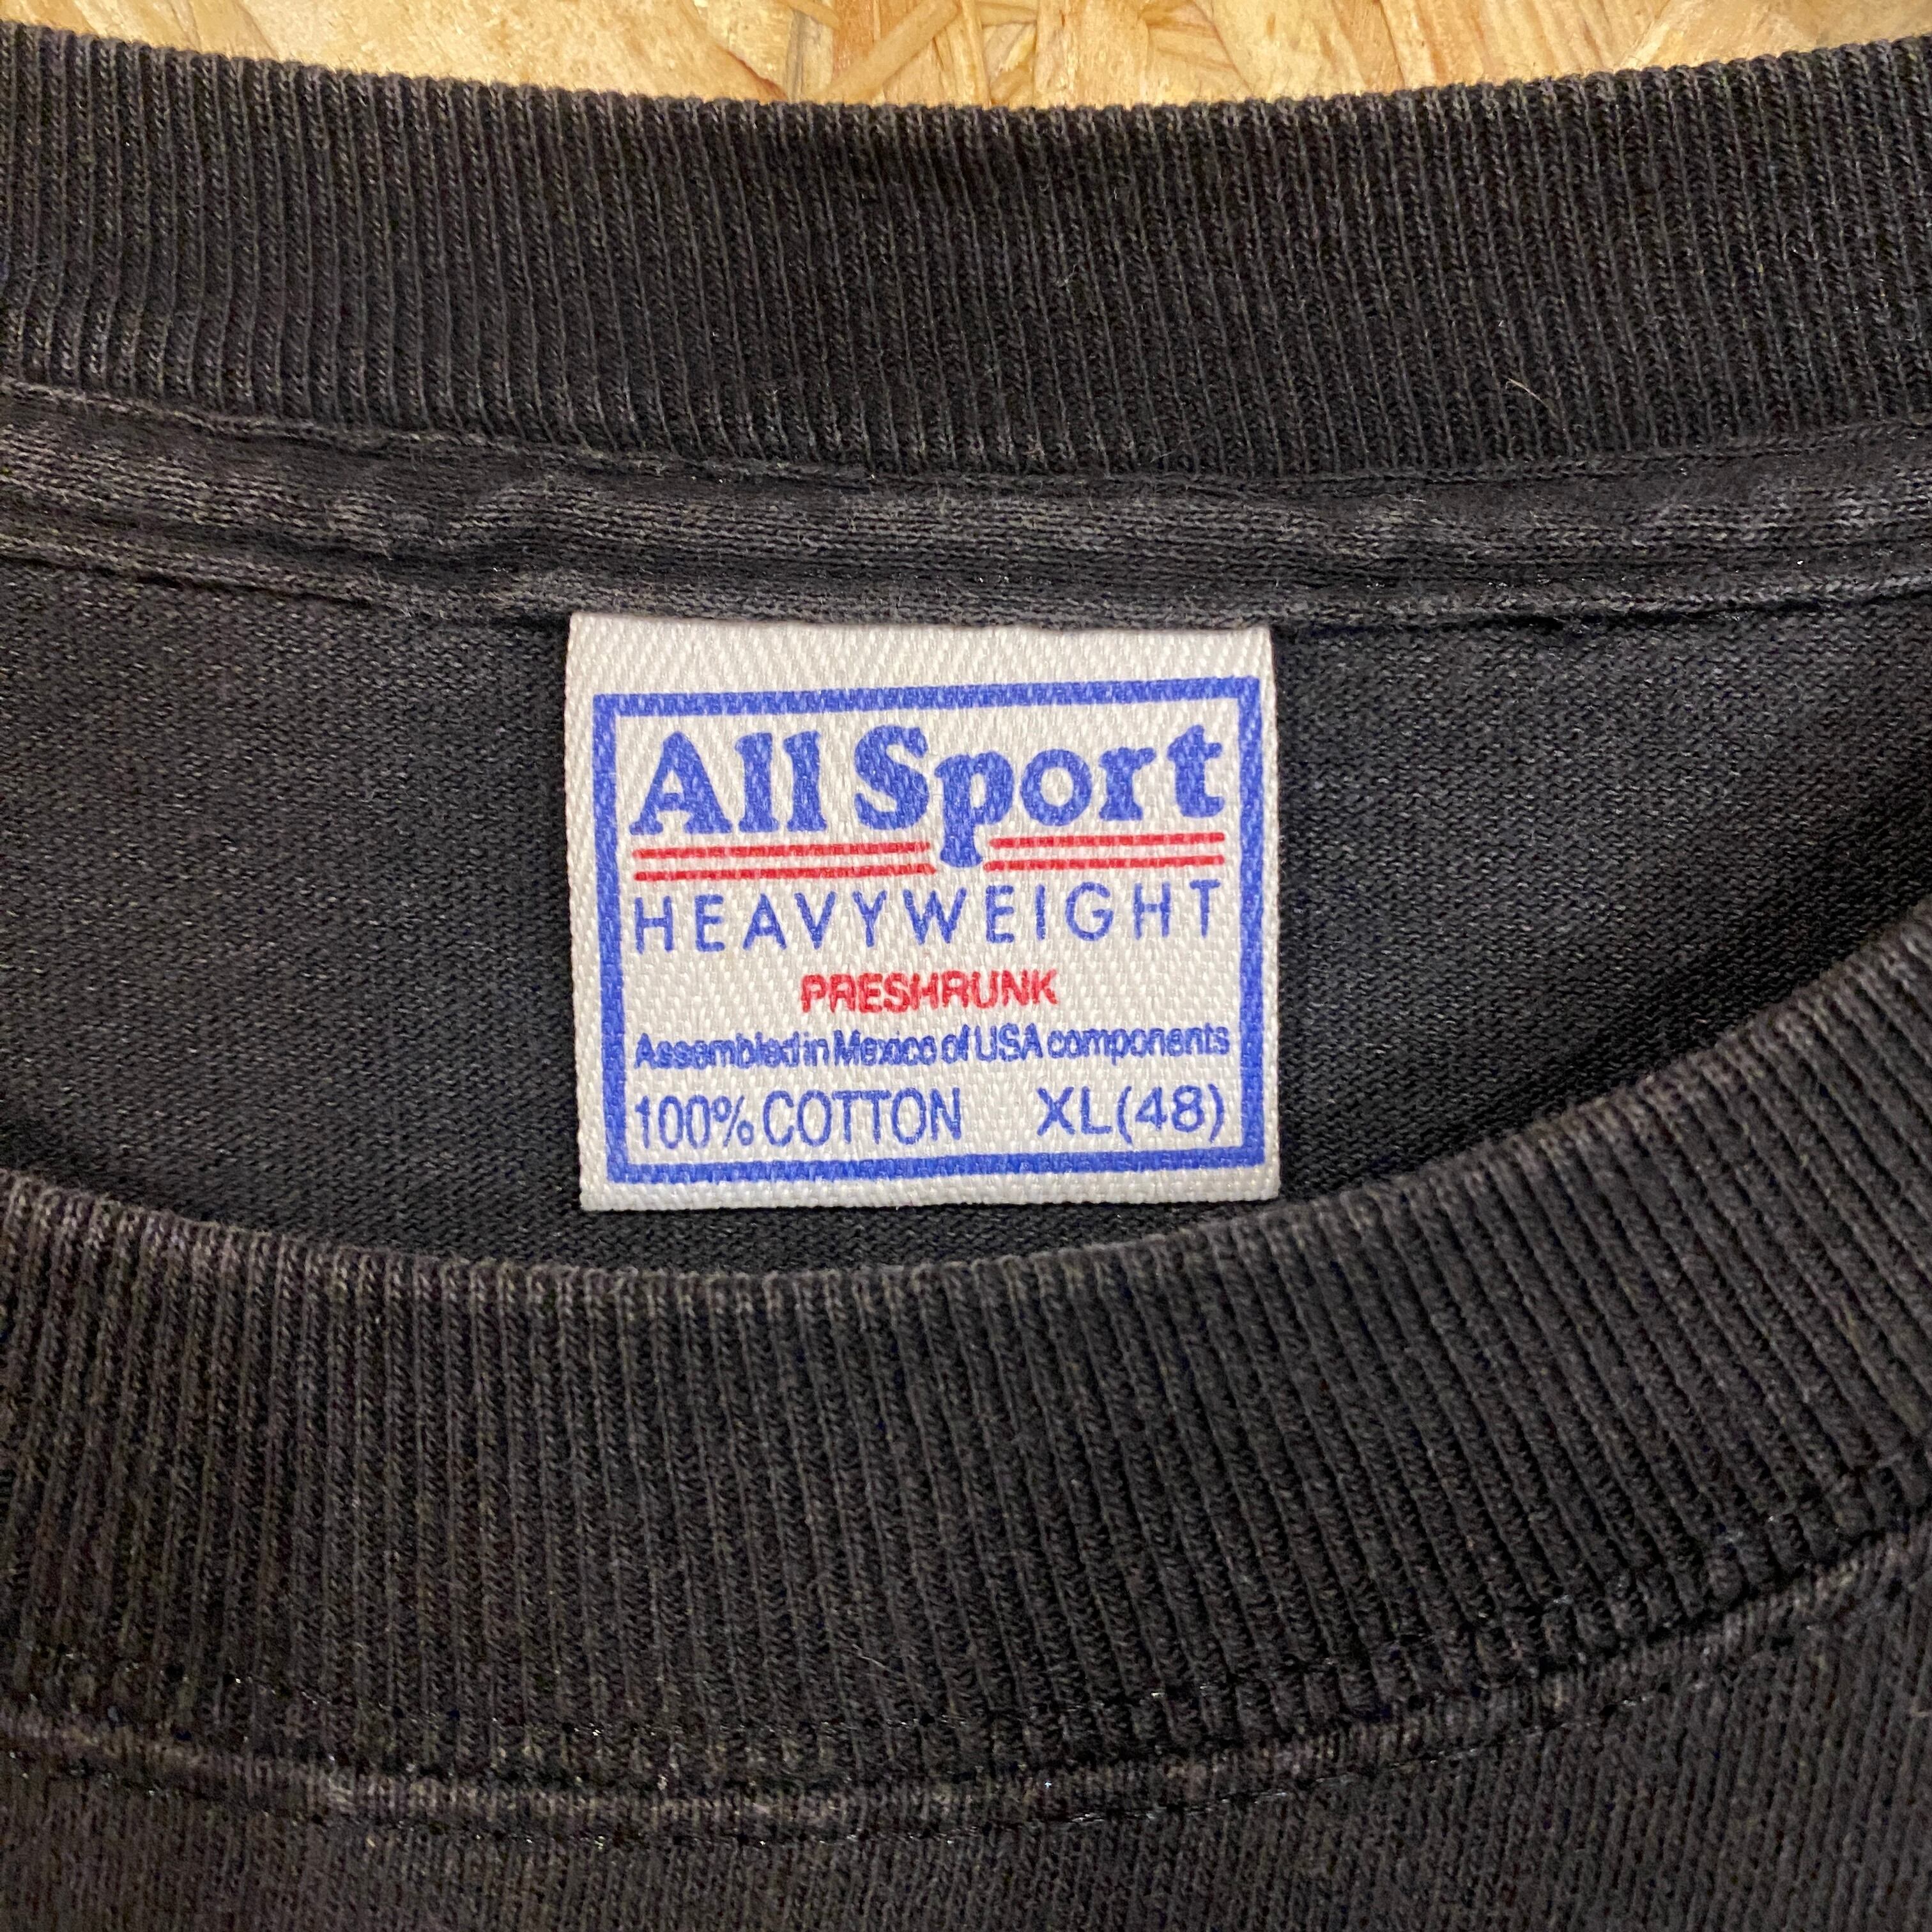 All Sport
HEAVYWEIGHT
PRESHRUNK
Assembled in Mexico of USA components
100% COTTON XL(48)